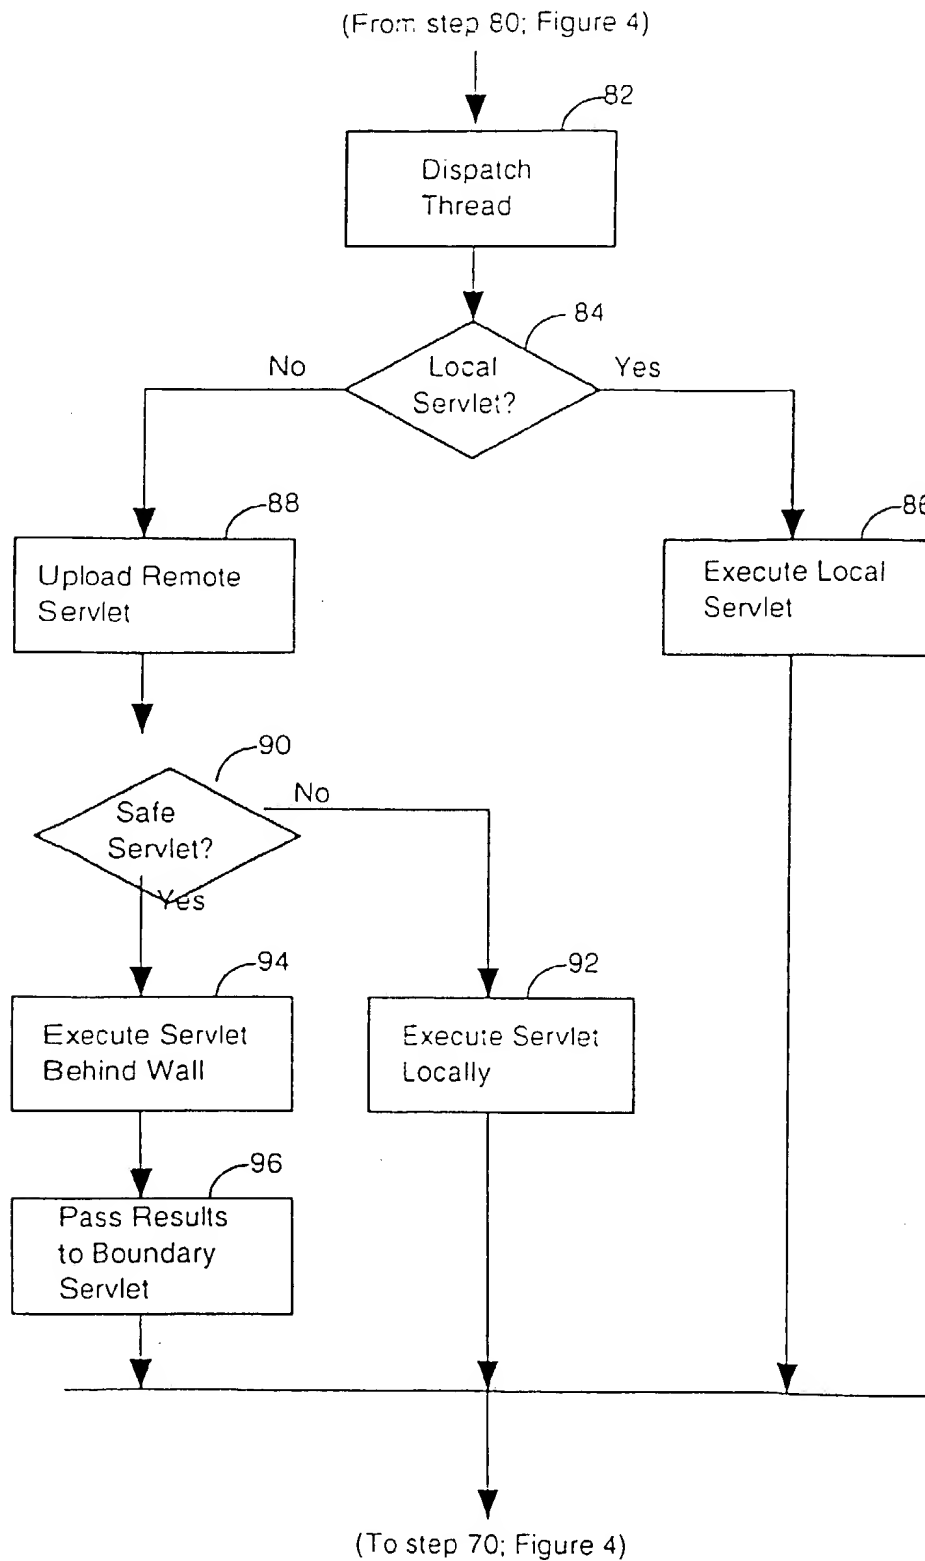 (From step 80; Figure 4)
82
Dispatch
Thread
84
No
Local
Servlet?
Yes
88
86
Upload Remote
Servlet
Execute Local
Servlet
90
No
Safe
Servlet?
Yes
94
92
Execute Servlet
Behind Wall
Execute Servlet
Locally
96
Pass Results
to Boundary
Servlet
(To step 70; Figure 4)